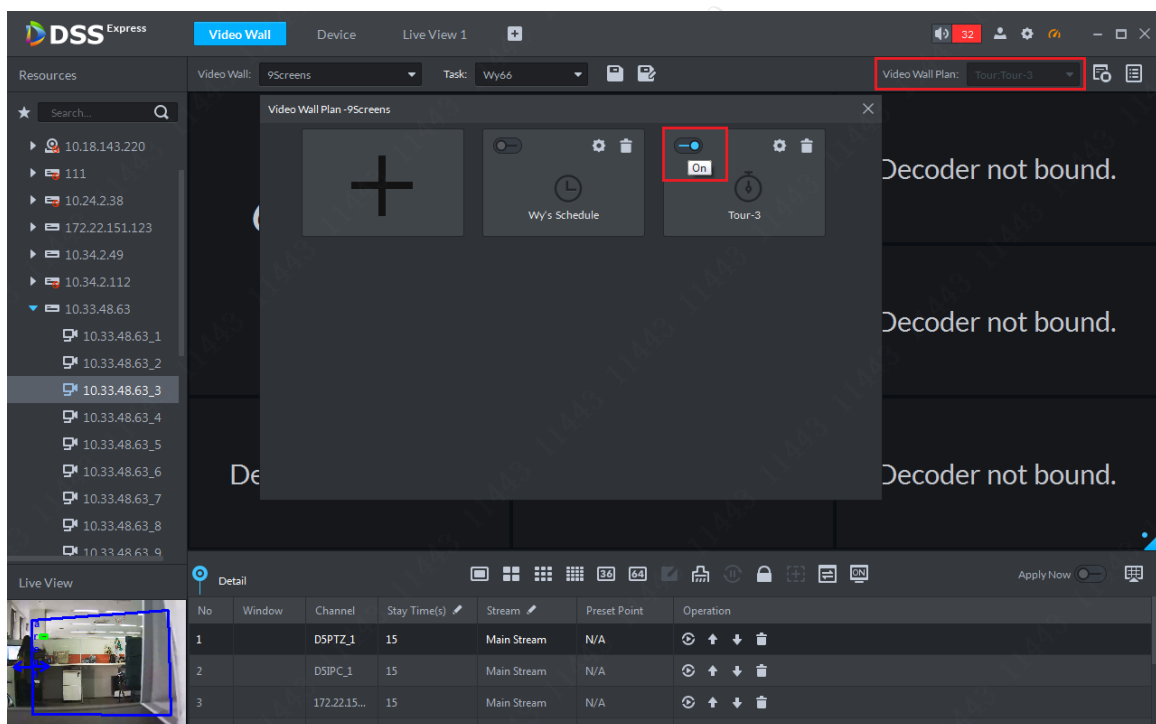 DSS Express
Video Wall
Device
Live View 1
32
Resources
Video Wall:
9Screens
Task:
Wy66
Video Wall Plan:
Tour:Tour-3
Search...
Video Wall Plan -9Screens
On
Wy's Schedule
Tour-3
10.18.143.220
111
10.24.2.38
172.22.151.123
10.34.2.49
10.34.2.112
10.33.48.63
10.33.48.63_1
10.33.48.63_2
10.33.48.63_3
10.33.48.63_4
10.33.48.63_5
10.33.48.63_6
10.33.48.63_7
10.33.48.63_8
10.33.48.63_9
Decoder not bound.
Decoder not bound.
De
Decoder not bound.
Live View
Detail
36
64
ON
Apply Now
No Window Channel Stay Time(s) Stream Preset Point Operation
1 D5PTZ_1 15 Main Stream N/A
2 D5IPC_1 15 Main Stream N/A
3 172.22.15... 15 Main Stream N/A